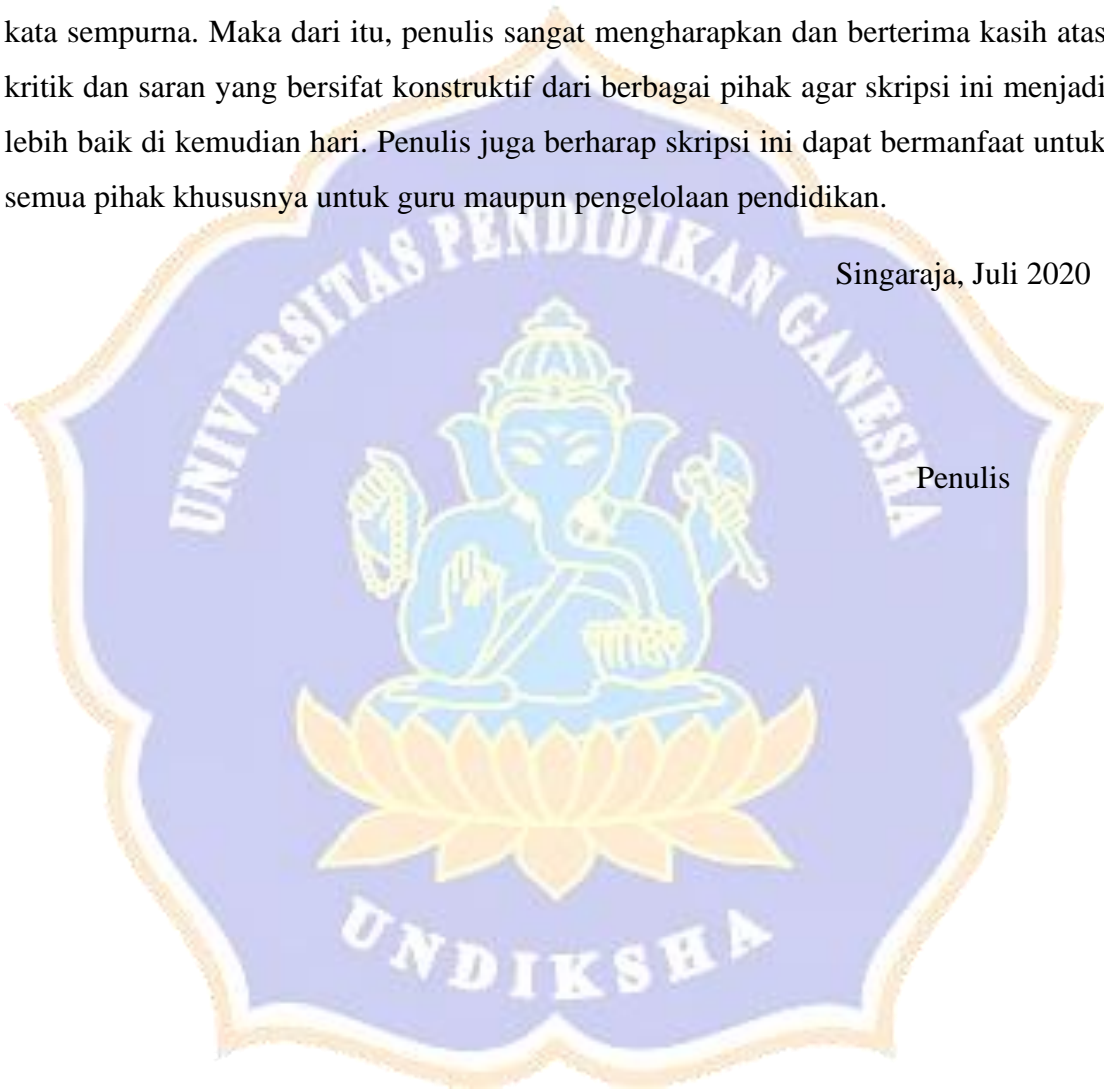 kata sempurna. Maka dari itu, penulis sangat mengharapkan dan berterima kasih atas
kritik dan saran yang bersifat konstruktif dari berbagai pihak agar skripsi ini menjadi
lebih baik di kemudian hari. Penulis juga berharap skripsi ini dapat bermanfaat untuk
semua pihak khususnya untuk guru maupun pengelolaan pendidikan.
UNIVERSITAS PENDIDIKAN GANESHA
Singaraja, Juli 2020
Penulis
UNDIKSHA